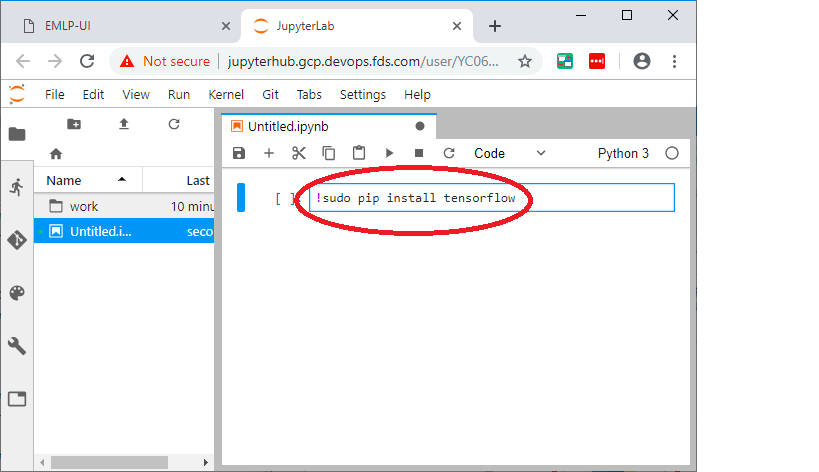 EMLP-UI
JupyterLab
Not secure
jupyterhub.gcp.devops.fds.com/user/YC06...
File Edit View Run Kernel Git Tabs Settings Help
Name
Last
work
10 minu
Untitled.i...
seco
Untitled.ipynb
Code
Python 3
[ ]:
!sudo pip install tensorflow